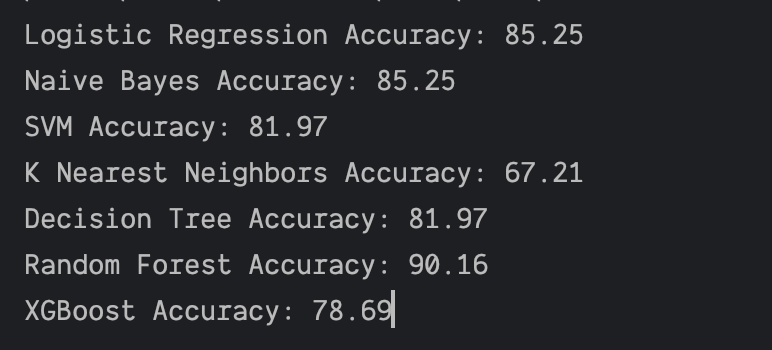 Logistic Regression Accuracy: 85.25
Naive Bayes Accuracy: 85.25
SVM Accuracy: 81.97
K Nearest Neighbors Accuracy: 67.21
Decision Tree Accuracy: 81.97
Random Forest Accuracy: 90.16
XGBoost Accuracy: 78.69